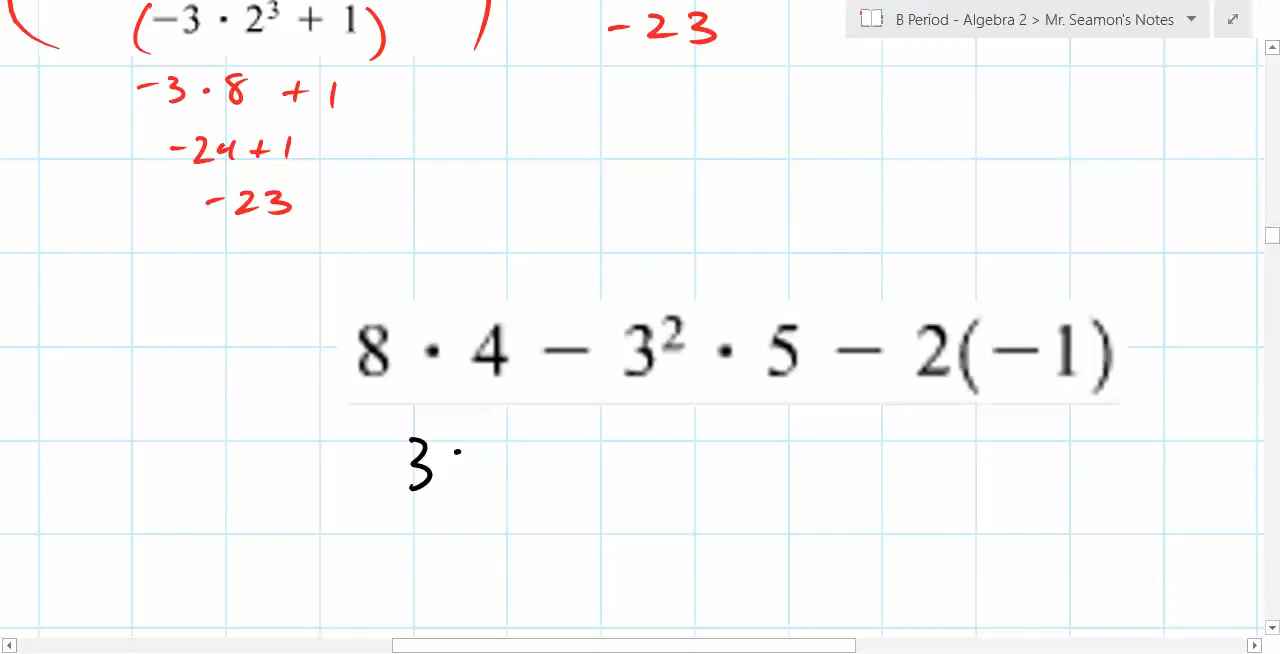 (-3 · 2³ + 1)
-23
B Period - Algebra 2 > Mr. Seamon's Notes
-3 · 8 + 1
-24 + 1
-23
8 · 4 − 3² · 5 − 2(−1)
3 ·